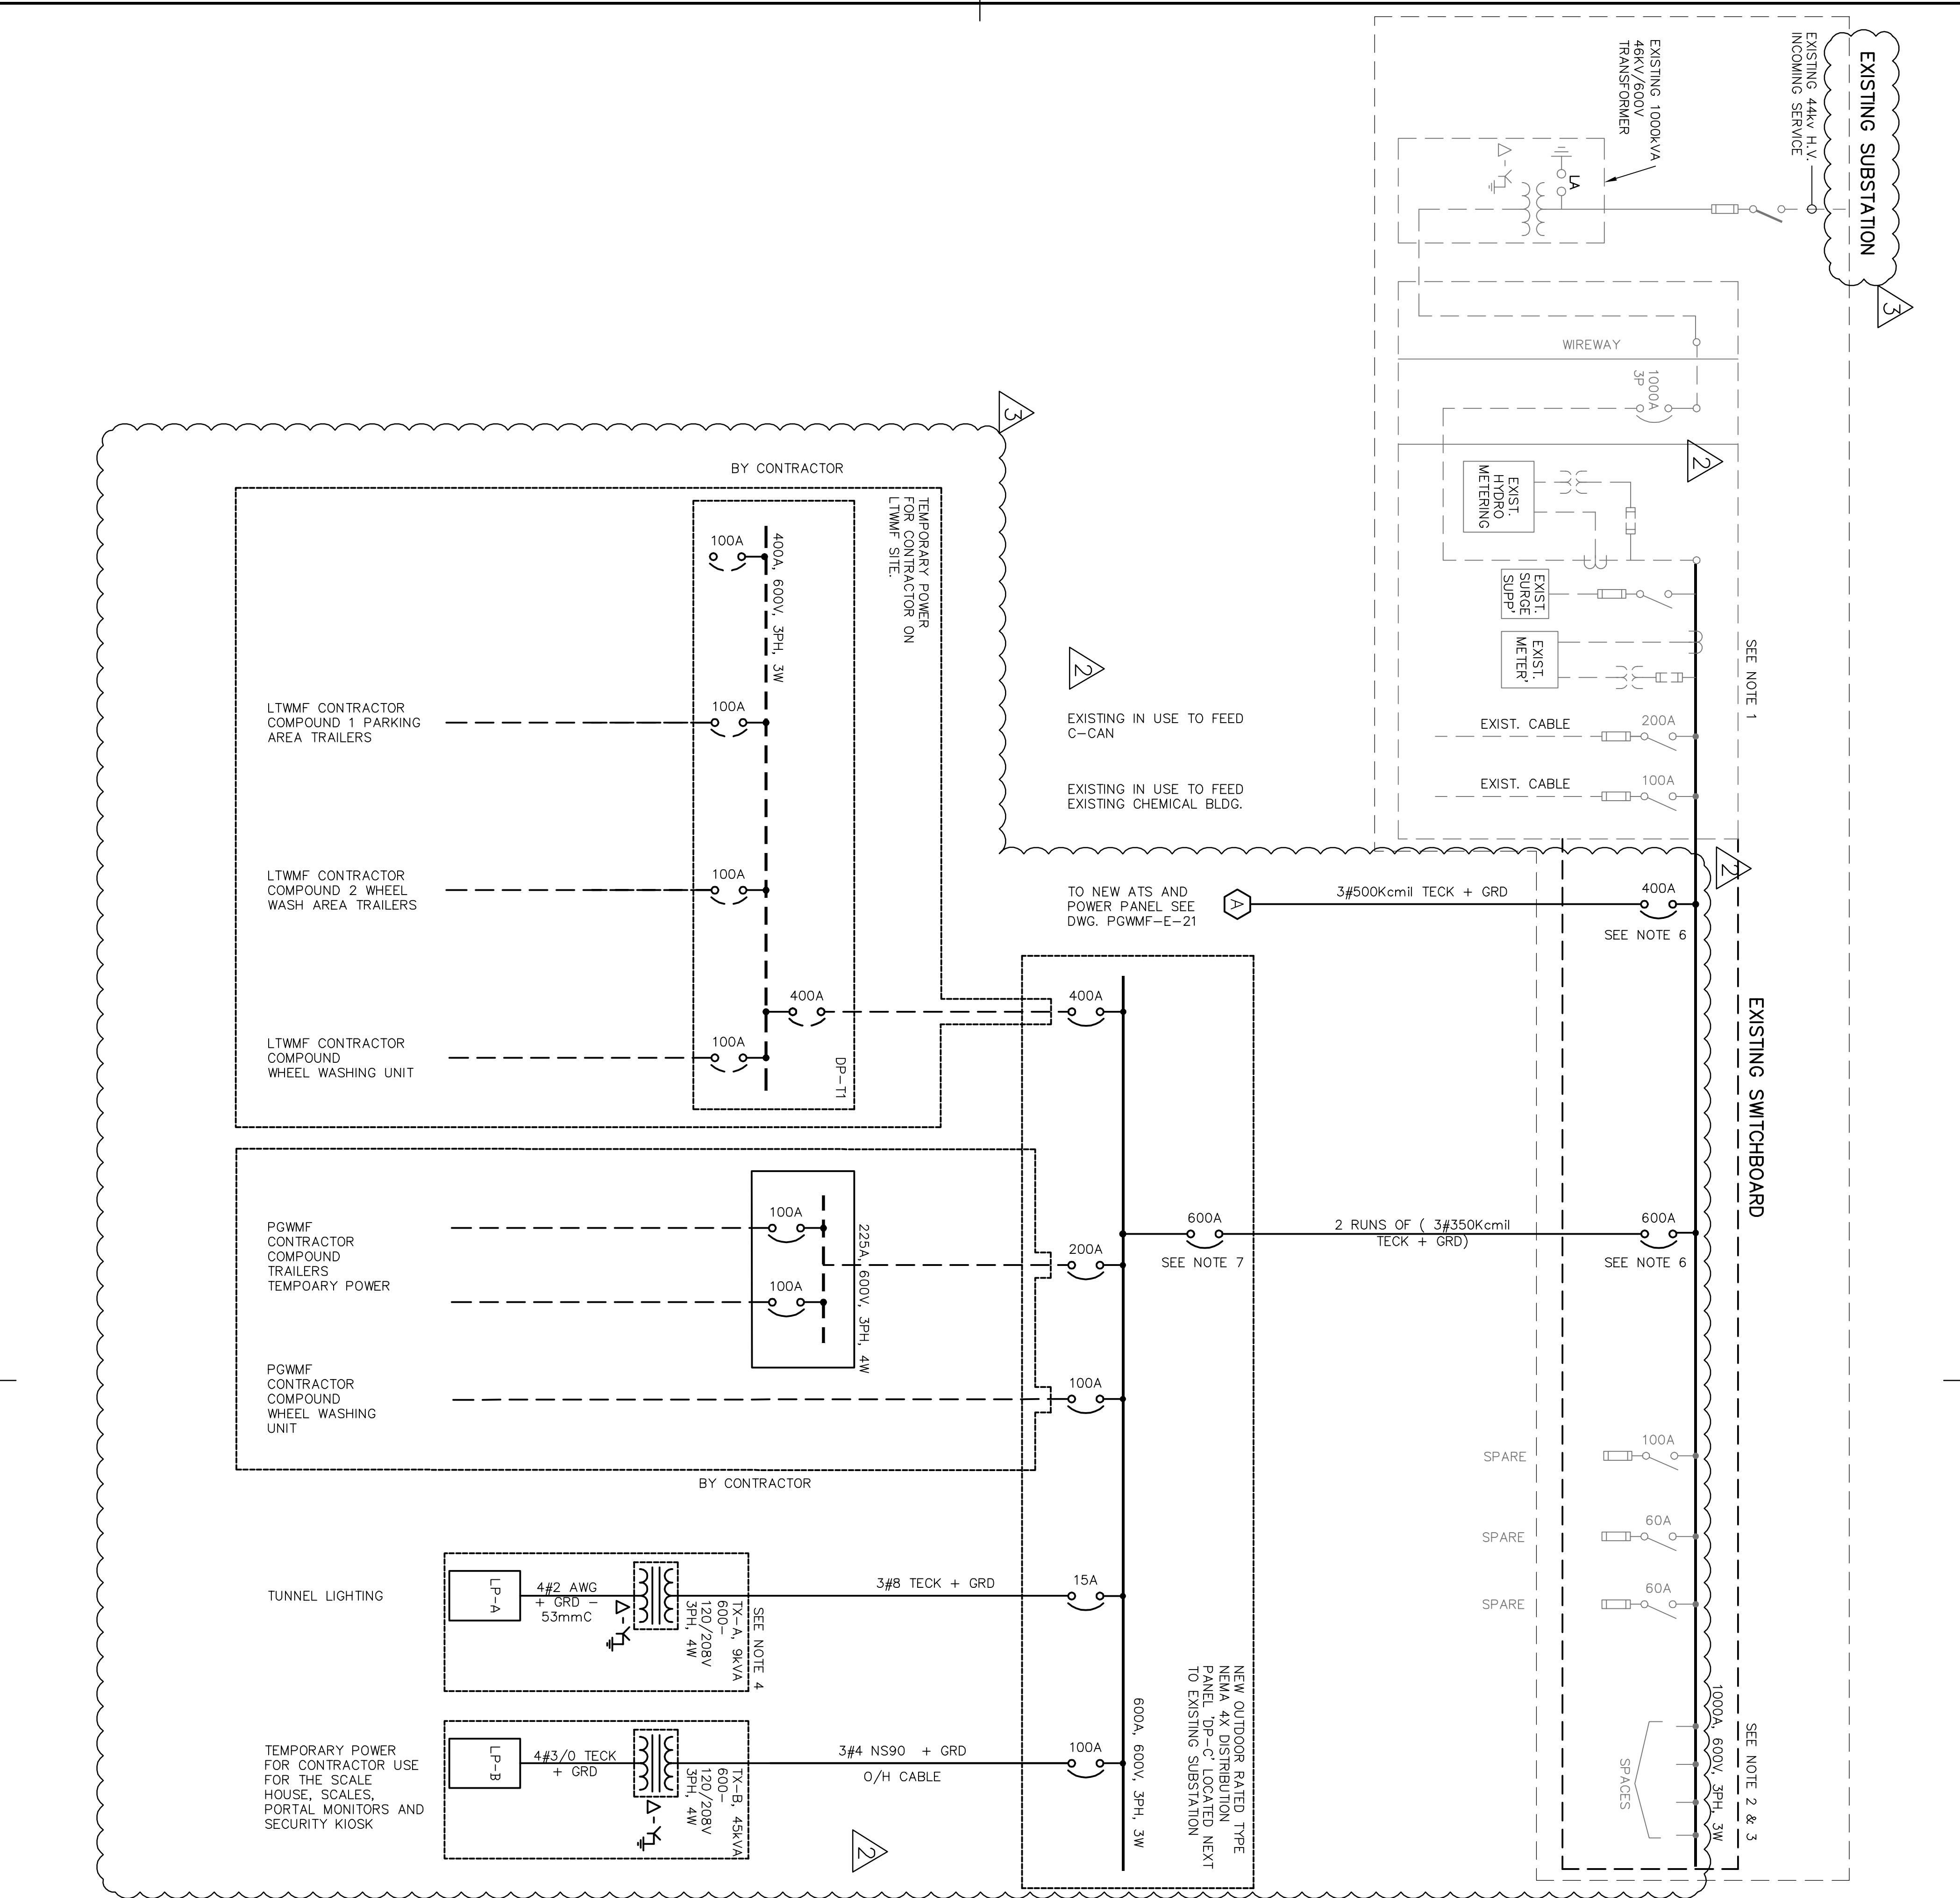 EXISTING SUBSTATION
3
EXISTING 44kv H.V.
INCOMING SERVICE
EXISTING 1000kVA
46KV/600V
TRANSFORMER
LA
WIREWAY
1000A
3P
2
EXIST.
HYDRO
METERING
EXIST.
SURGE
SUPP'
EXIST.
METER'
SEE NOTE 1
EXIST. CABLE
200A
EXIST. CABLE
100A
2
EXISTING IN USE TO FEED
C-CAN
EXISTING IN USE TO FEED
EXISTING CHEMICAL BLDG.
2
TO NEW ATS AND
POWER PANEL SEE
DWG. PGWMF-E-21
A
3#500Kcmil TECK + GRD
400A
SEE NOTE 6
EXISTING SWITCHBOARD
600A
SEE NOTE 7
2 RUNS OF ( 3#350Kcmil
TECK + GRD)
600A
SEE NOTE 6
SPARE
100A
SPARE
60A
SPARE
60A
SPACES
1000A, 600V, 3PH, 3W
SEE NOTE 2 & 3
3
BY CONTRACTOR
TEMPORARY POWER
FOR CONTRACTOR ON
LTWMF SITE.
100A
400A, 600V, 3PH, 3W
LTWMF CONTRACTOR
COMPOUND 1 PARKING
AREA TRAILERS
100A
LTWMF CONTRACTOR
COMPOUND 2 WHEEL
WASH AREA TRAILERS
100A
400A
400A
LTWMF CONTRACTOR
COMPOUND
WHEEL WASHING UNIT
100A
DP-T1
PGWMF
CONTRACTOR
COMPOUND
TRAILERS
TEMPOARY POWER
100A
100A
225A, 600V, 3PH, 4W
200A
PGWMF
CONTRACTOR
COMPOUND
WHEEL WASHING
UNIT
100A
BY CONTRACTOR
TUNNEL LIGHTING
LP-A
4#2 AWG
+ GRD -
53mmC
SEE NOTE 4
TX-A, 9kVA
600-
120/208V
3PH, 4W
3#8 TECK + GRD
15A
TEMPORARY POWER
FOR CONTRACTOR USE
FOR THE SCALE
HOUSE, SCALES,
PORTAL MONITORS AND
SECURITY KIOSK
LP-B
4#3/0 TECK
+ GRD
TX-B, 45kVA
600-
120/208V
3PH, 4W
3#4 NS90 + GRD
O/H CABLE
100A
2
600A, 600V, 3PH, 3W
NEW OUTDOOR RATED TYPE
NEMA 4X DISTRIBUTION
PANEL 'DP-C' LOCATED NEXT
TO EXISTING SUBSTATION